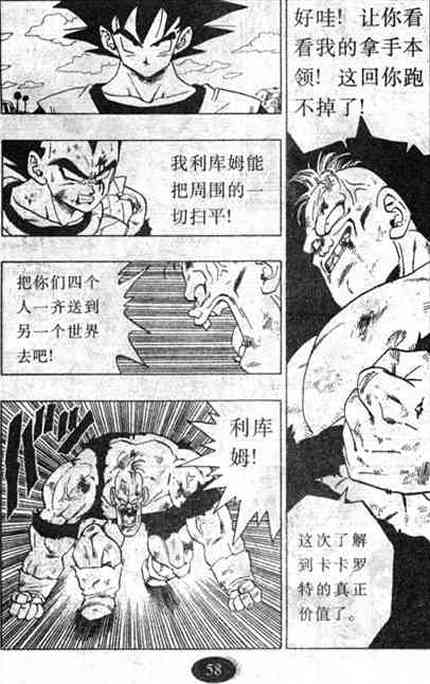 好哇！让你看
看我的拿手本
领！这回你跑
不掉了！
这次了解
到卡卡罗
特的真正
价值了。
我利库姆能
把周围的一
切扫平！
把你们四个
人一齐送到
另一个世界
去吧！
利库
姆！
58